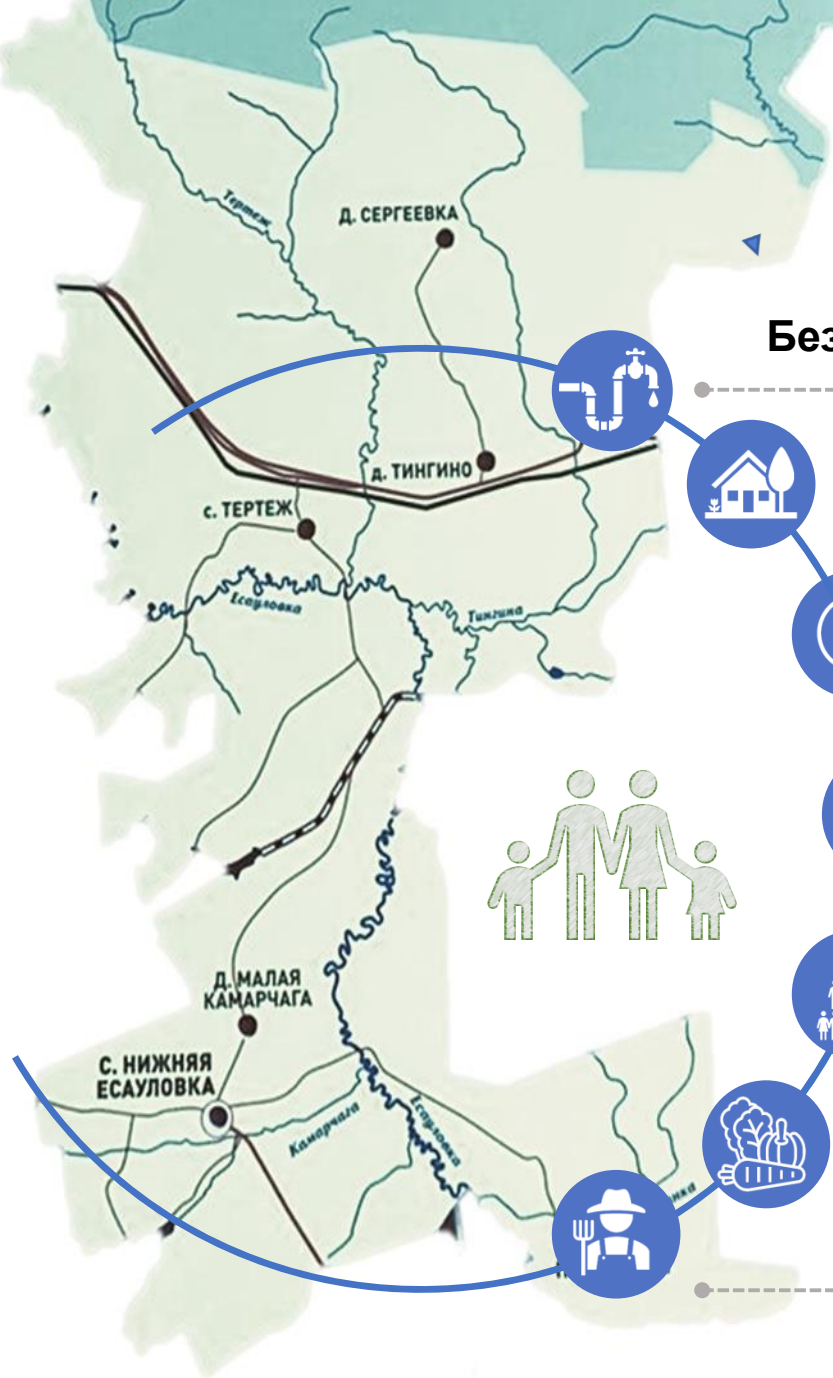 Тертеж
Д. СЕРГЕЕВКА
Без
д. ТИНГИНО
с. ТЕРТЕЖ
Есауловка
Тингина
Д. МАЛАЯ
КАМАРЧАГА
С. НИЖНЯЯ
ЕСАУЛОВКА
Камарчага
Есауловка